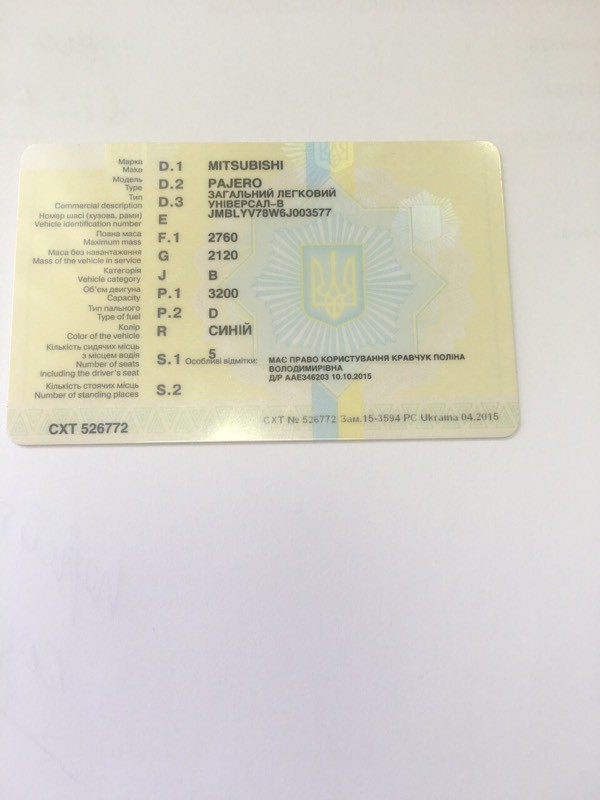 Марка
Make D.1 MITSUBISHI
Модель
Type D.2 PAJERO
Тип
Commercial description D.3 ЗАГАЛЬНИЙ ЛЕГКОВИЙ
УНІВЕРСАЛ-B
Номер шасі (кузова, рами)
Vehicle identification number E JMBLYV78W6J003577
Повна маса
Maximum mass F.1 2760
Маса без навантаження
Mass of the vehicle in service G 2120
Категорія
Vehicle category J B
Об'єм двигуна
Capacity P.1 3200
Тип пального
Type of fuel P.2 D
Колір
Color of the vehicle R СИНІЙ
Кількість сидячих місць
з місцем водія
Number of seats
including the driver's seat S.1 5
Особливі відмітки: МАЄ ПРАВО КОРИСТУВАННЯ КРАВЧУК ПОЛІНА
ВОЛОДИМИРІВНА
Д/Р ААЕ346203 10.10.2015
Кількість стоячих місць
Number of standing places S.2
СХТ 526772
СХТ № 526772 Зам.15-3594 РС Ukraina 04.2015